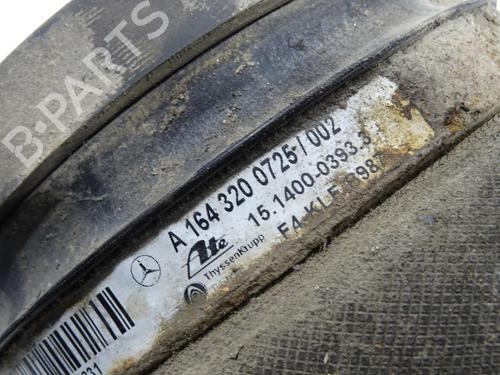 B-PARTS
A 164 320 0725 / 002
15.1400-0393.3
Ate
ThyssenKrupp